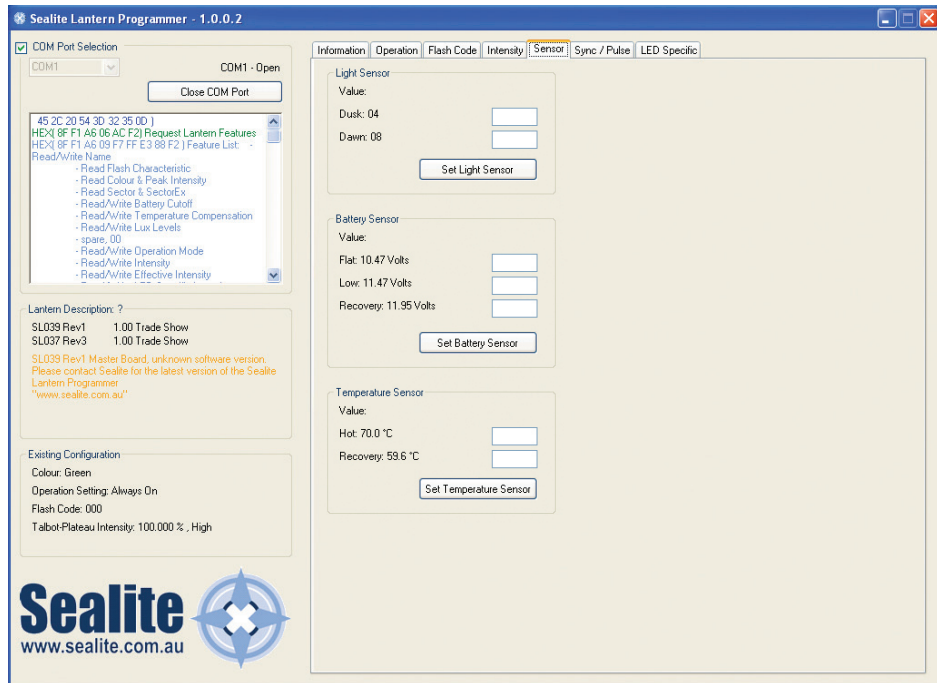 Sealite Lantern Programmer - 1.0.0.2
COM Port Selection
COM1
COM1 - Open
Close COM Port
45 2C 20 54 3D 32 35 0D )
HEX( 8F F1 A6 06 AC F2) Request Lantern Features
HEX( 8F F1 A6 09 F7 FF E3 88 F2 ) Feature List: -
Read/Write Name
- Read Flash Characteristic
- Read Colour & Peak Intensity
- Read Sector & SectorEx
- Read/Write Battery Cutoff
- Read/Write Temperature Compensation
- Read/Write Lux Levels
- spare, 00
- Read/Write Operation Mode
- Read/Write Intensity
- Read/Write Effective Intensity
Lantern Description: ?
SL039 Rev1 1.00 Trade Show
SL037 Rev3 1.00 Trade Show
SL039 Rev1 Master Board, unknown software version.
Please contact Sealite for the latest version of the Sealite
Lantern Programmer
"www.sealite.com.au"
Existing Configuration
Colour: Green
Operation Setting: Always On
Flash Code: 000
Talbot-Plateau Intensity: 100.000 % , High
Sealite
www.sealite.com.au
Information Operation Flash Code Intensity Sensor Sync / Pulse LED Specific
Light Sensor
Value:
Dusk: 04
Dawn: 08
Set Light Sensor
Battery Sensor
Value:
Flat: 10.47 Volts
Low: 11.47 Volts
Recovery: 11.95 Volts
Set Battery Sensor
Temperature Sensor
Value:
Hot: 70.0 °C
Recovery: 59.6 °C
Set Temperature Sensor